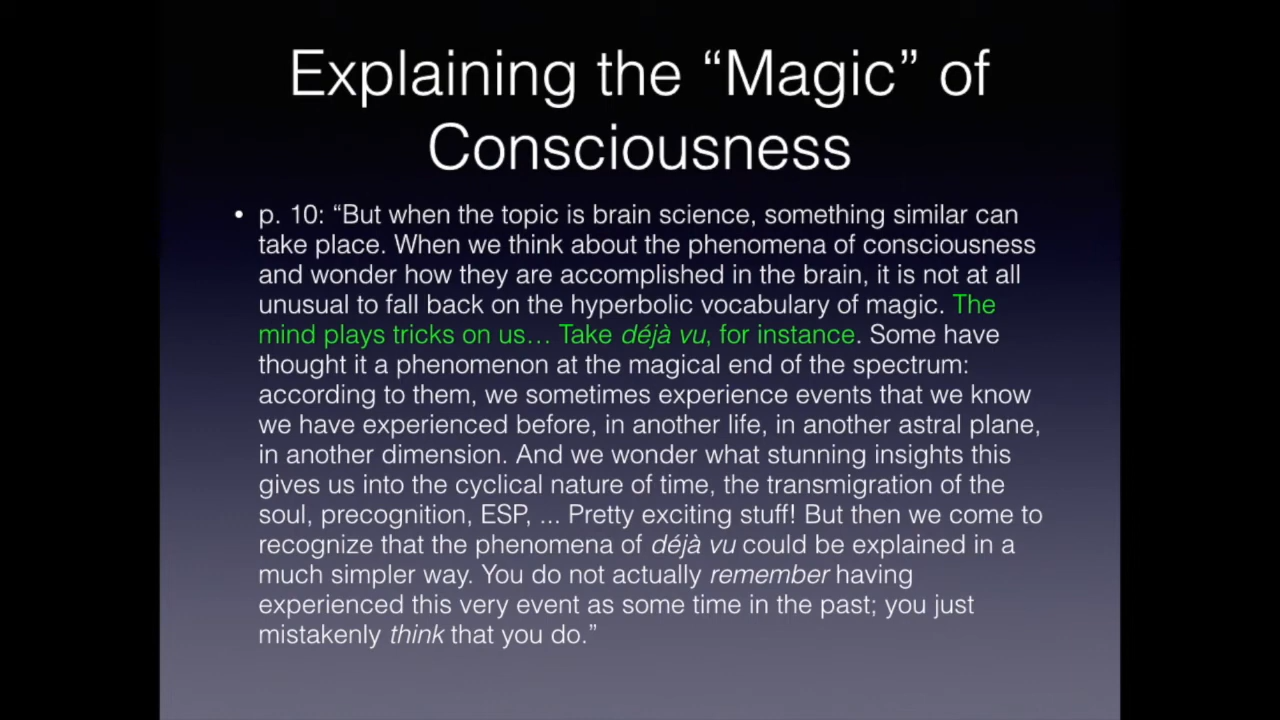 Explaining the “Magic” of
Consciousness
• p. 10: “But when the topic is brain science, something similar can
take place. When we think about the phenomena of consciousness
and wonder how they are accomplished in the brain, it is not at all
unusual to fall back on the hyperbolic vocabulary of magic. The
mind plays tricks on us… Take déjà vu, for instance. Some have
thought it a phenomenon at the magical end of the spectrum:
according to them, we sometimes experience events that we know
we have experienced before, in another life, in another astral plane,
in another dimension. And we wonder what stunning insights this
gives us into the cyclical nature of time, the transmigration of the
soul, precognition, ESP, ... Pretty exciting stuff! But then we come to
recognize that the phenomena of déjà vu could be explained in a
much simpler way. You do not actually remember having
experienced this very event as some time in the past; you just
mistakenly think that you do.”